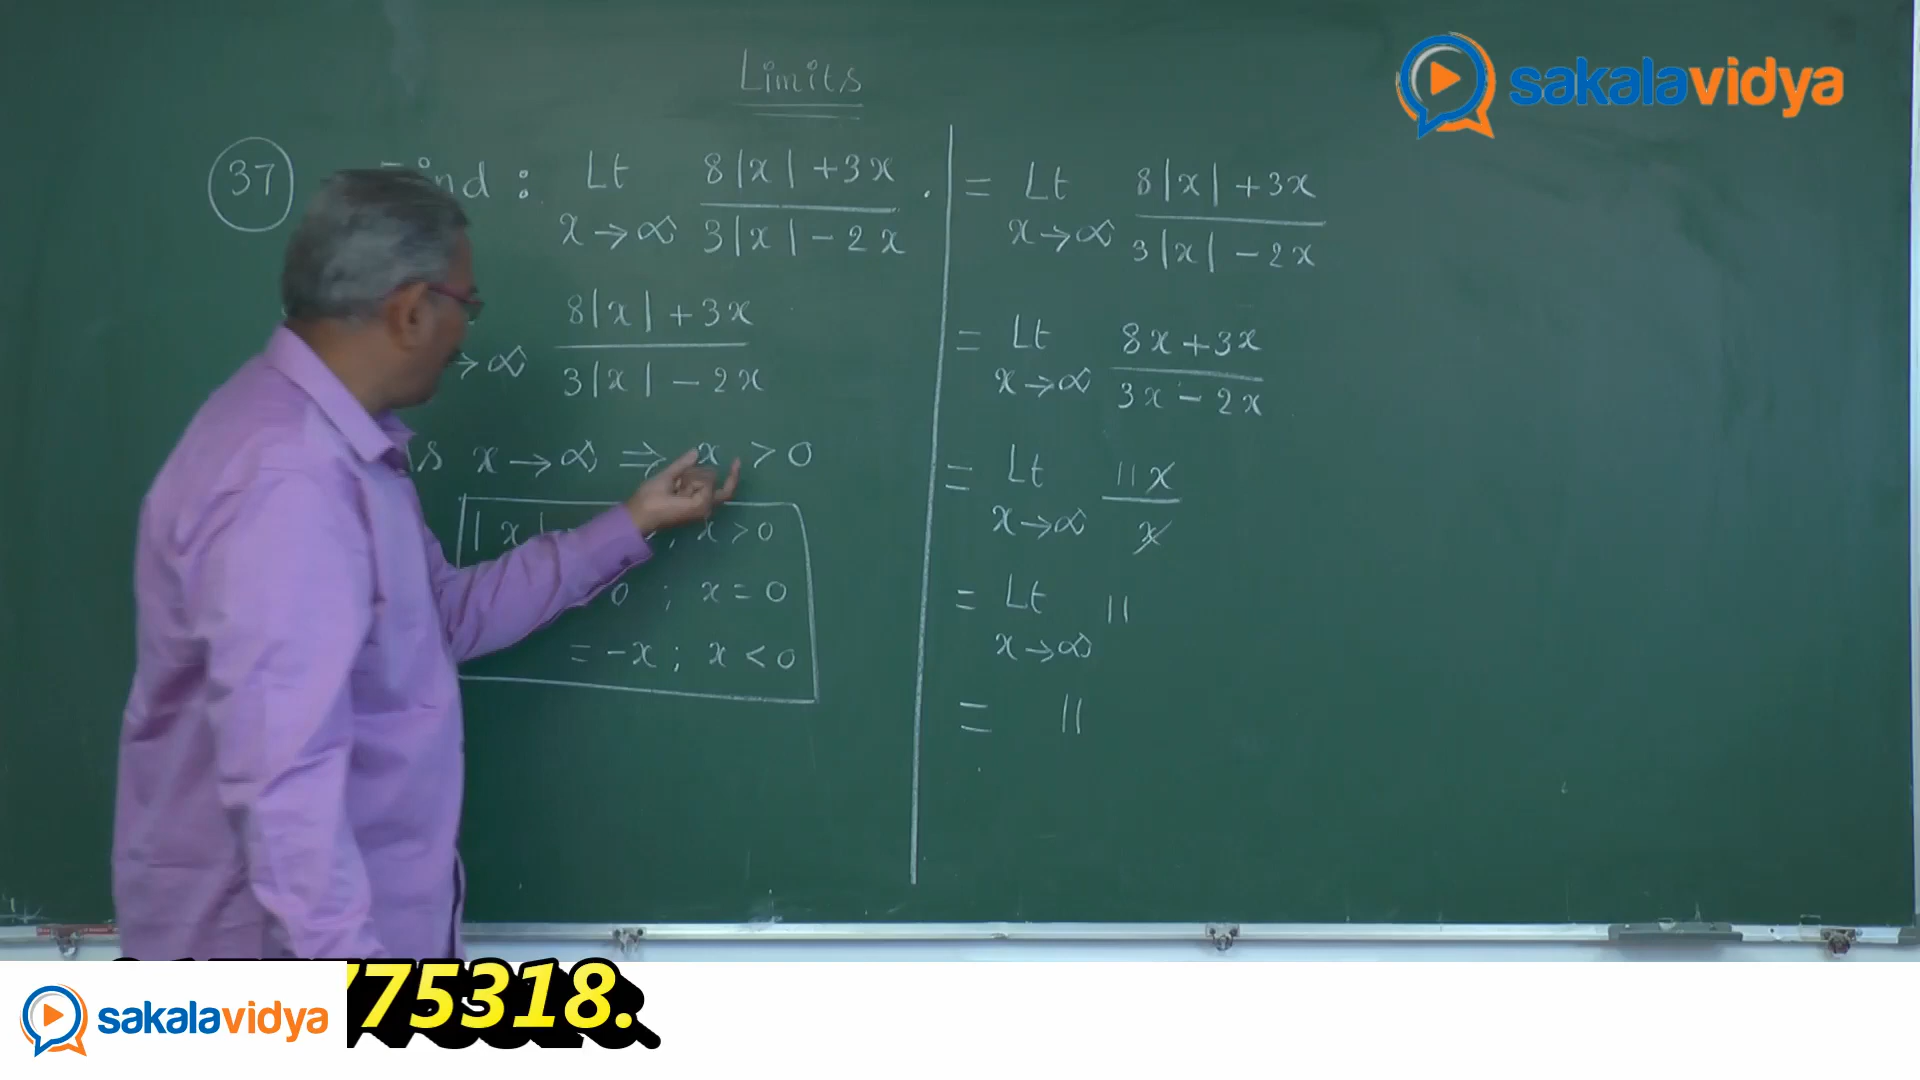 Limits
sakalavidya
37 Find : Lt 8|x| + 3x .
x→∞ 3|x| - 2x
8|x| + 3x
→∞ 3|x| - 2x
x→∞ ⇒ x > 0
|x| ; x > 0
0 ; x = 0
= -x ; x < 0
= Lt 8|x| + 3x
x→∞ 3|x| - 2x
= Lt 8x + 3x
x→∞ 3x - 2x
= Lt 11x
x→∞ x
= Lt 11
x→∞
= 11
sakalavidya
75318.